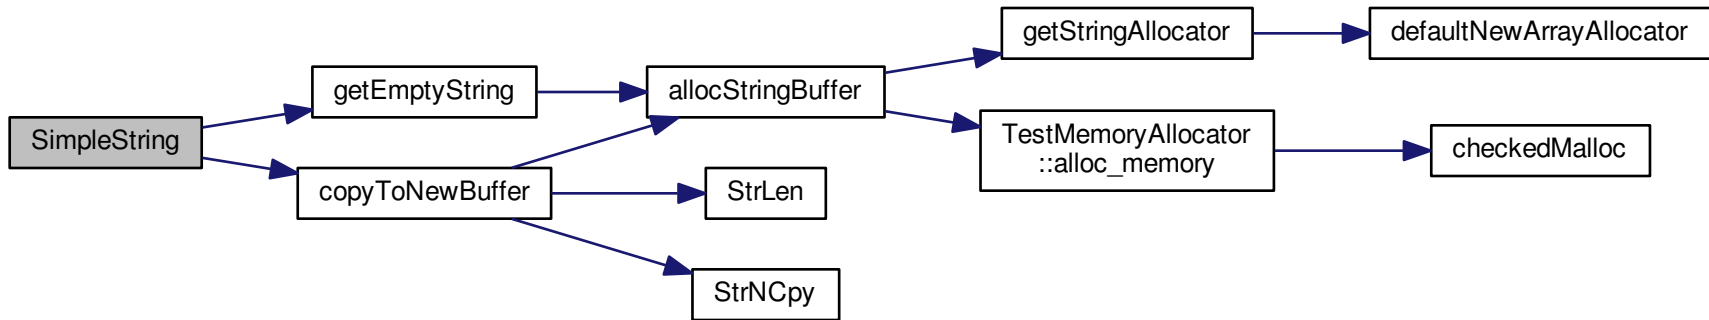 SimpleString
getEmptyString
copyToNewBuffer
allocStringBuffer
StrLen
StrNCpy
getStringAllocator
TestMemoryAllocator
::alloc_memory
defaultNewArrayAllocator
checkedMalloc